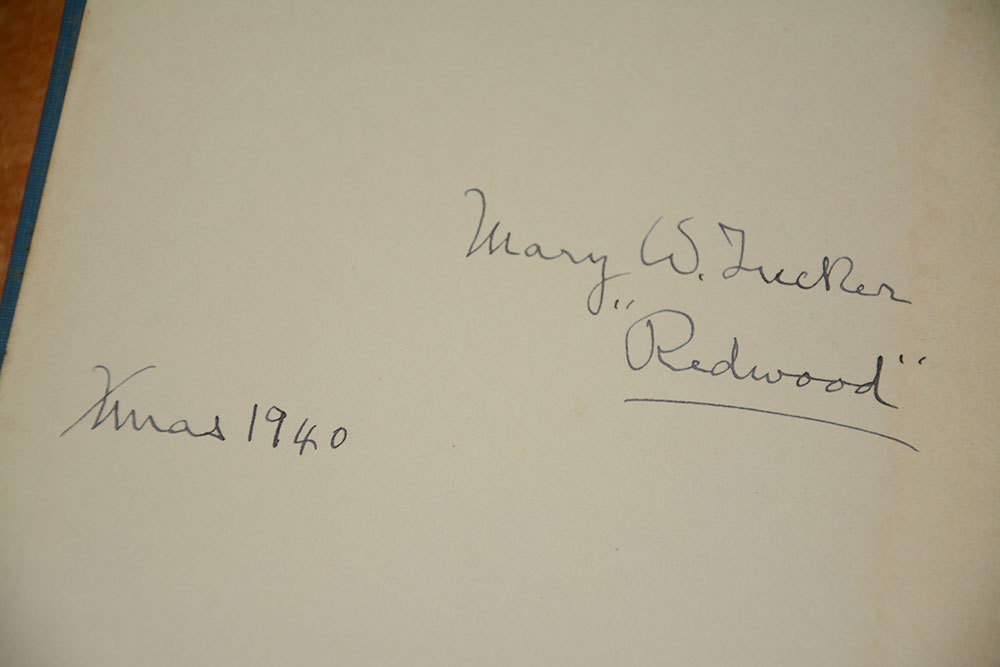 Mary W. Tucker
"Redwood"
Xmas 1940